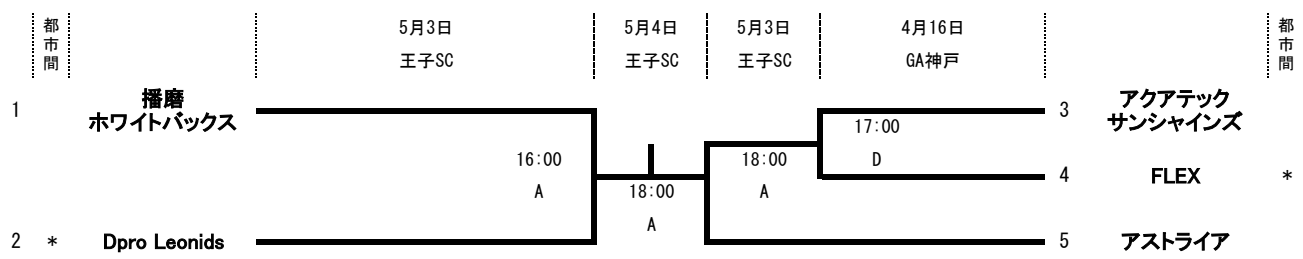 都市間
5月3日
5月4日
5月3日
4月16日
都市間
王子SC
王子SC
王子SC
GA神戸
1
播磨
ホワイトバックス
3
アクアテック
サンシャインズ
17:00
D
16:00
A
18:00
A
4
FLEX
*
18:00
A
2
*
Dpro Leonids
5
アストライア